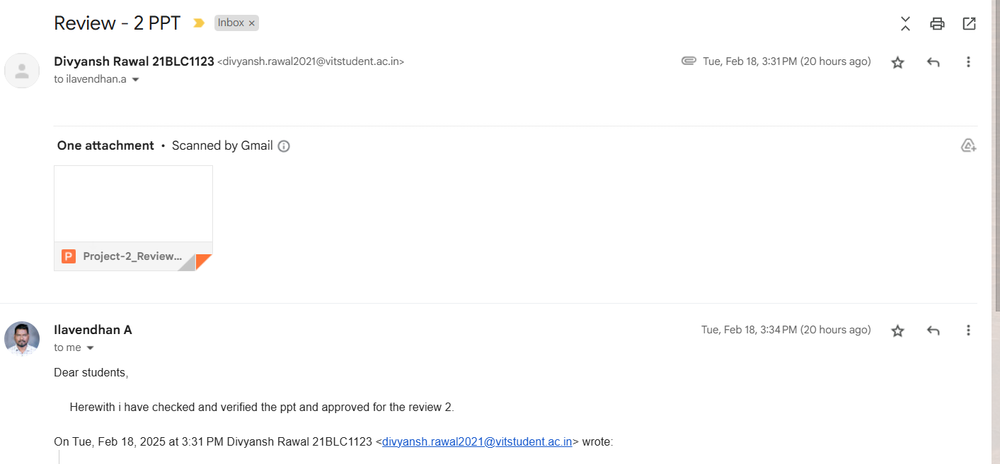 Review - 2 PPT Inbox ×
Divyansh Rawal 21BLC1123 <divyansh.rawal2021@vitstudent.ac.in> Tue, Feb 18, 3:31 PM (20 hours ago)
to ilavendhan.a
One attachment • Scanned by Gmail
P Project-2_Review...
Ilavendhan A Tue, Feb 18, 3:34 PM (20 hours ago)
to me
Dear students,
Herewith i have checked and verified the ppt and approved for the review 2.
On Tue, Feb 18, 2025 at 3:31 PM Divyansh Rawal 21BLC1123 <divyansh.rawal2021@vitstudent.ac.in> wrote: